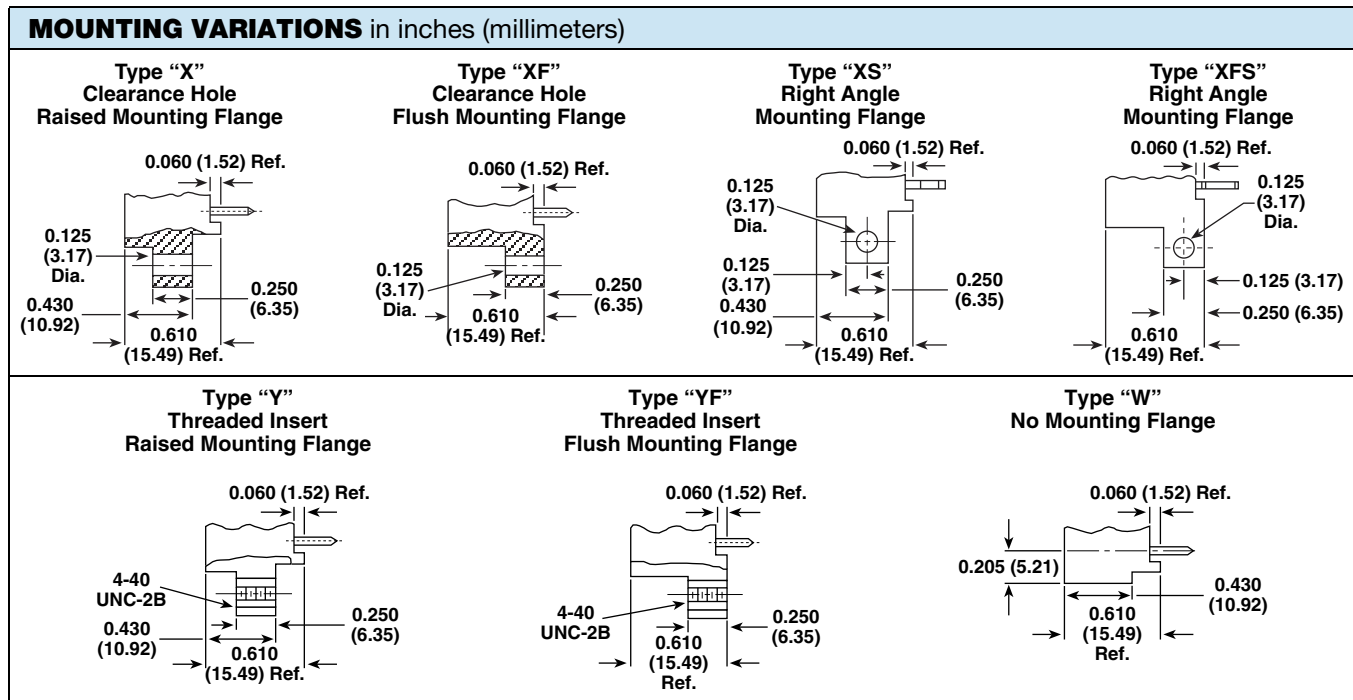 MOUNTING VARIATIONS in inches (millimeters)
Type “X”
Clearance Hole
Raised Mounting Flange
0.060 (1.52) Ref.
0.125
(3.17)
Dia.
0.430
(10.92)
0.250
(6.35)
0.610
(15.49) Ref.
Type “XF”
Clearance Hole
Flush Mounting Flange
0.060 (1.52) Ref.
0.125
(3.17)
Dia.
0.250
(6.35)
0.610
(15.49) Ref.
Type “XS”
Right Angle
Mounting Flange
0.060 (1.52) Ref.
0.125
(3.17)
Dia.
0.125
(3.17)
0.430
(10.92)
0.250
(6.35)
0.610
(15.49) Ref.
Type “XFS”
Right Angle
Mounting Flange
0.060 (1.52) Ref.
0.125
(3.17)
Dia.
0.125 (3.17)
0.250 (6.35)
0.610
(15.49) Ref.
Type “Y”
Threaded Insert
Raised Mounting Flange
0.060 (1.52) Ref.
4-40
UNC-2B
0.430
(10.92)
0.250
(6.35)
0.610
(15.49) Ref.
Type “YF”
Threaded Insert
Flush Mounting Flange
0.060 (1.52) Ref.
4-40
UNC-2B
0.250
(6.35)
0.610
(15.49)
Ref.
Type “W”
No Mounting Flange
0.060 (1.52) Ref.
0.205 (5.21)
0.430
(10.92)
0.610
(15.49)
Ref.